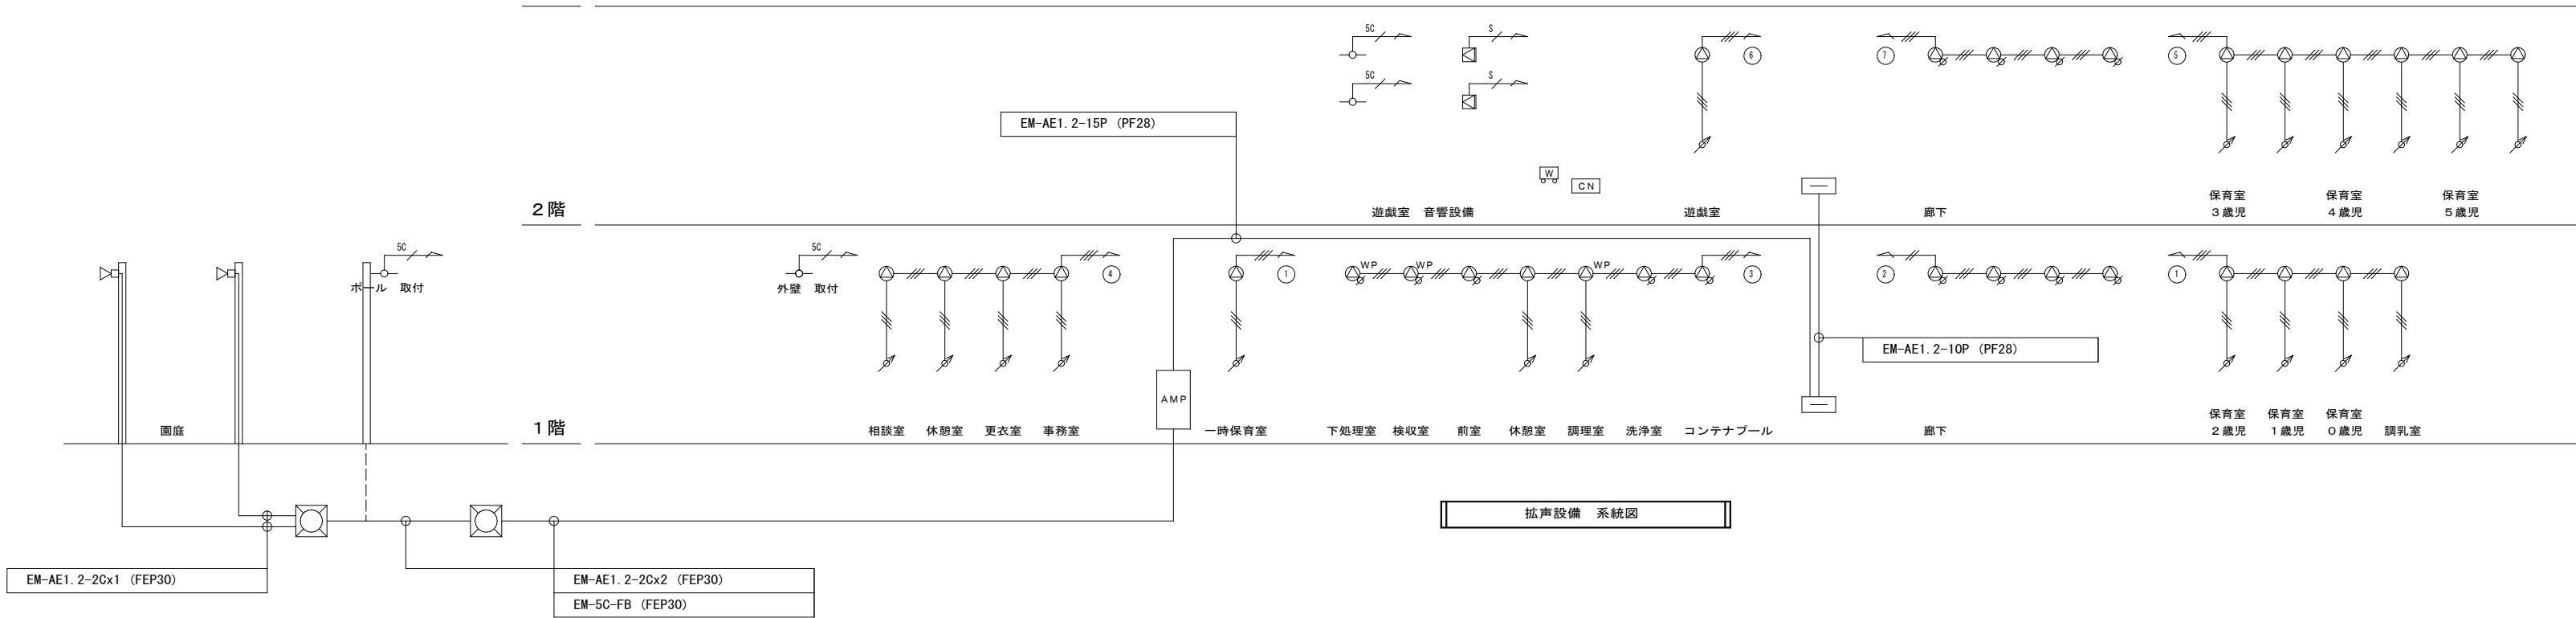 5C
S
⑥
⑦
⑤
5C
S
EM-AE1.2-15P (PF28)
W
CN
2階
遊戯室 音響設備
遊戯室
廊下
保育室
3歳児
保育室
4歳児
保育室
5歳児
5C
ポール 取付
5C
外壁 取付
④
①
WP
WP
WP
③
②
①
EM-AE1.2-10P (PF28)
AMP
園庭
1階
相談室
休憩室
更衣室
事務室
一時保育室
下処理室
検収室
前室
休憩室
調理室
洗浄室
コンテナプール
廊下
保育室
2歳児
保育室
1歳児
保育室
0歳児
調乳室
拡声設備 系統図
EM-AE1.2-2Cx1 (FEP30)
EM-AE1.2-2Cx2 (FEP30)
EM-5C-FB (FEP30)